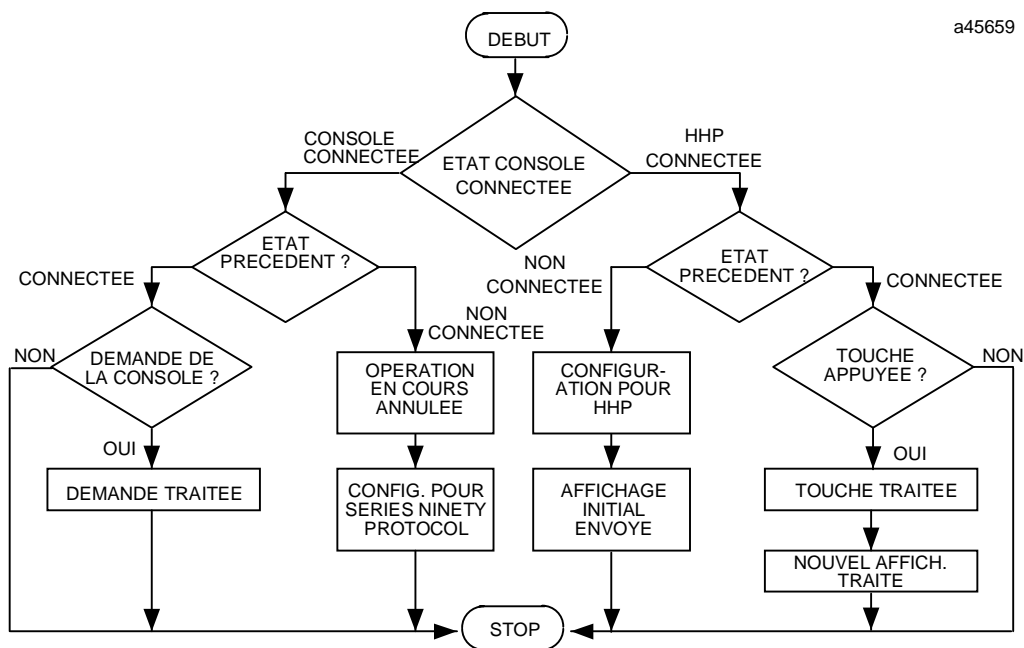 a45659
DEBUT
CONSOLE
CONNECTEE
HHP
CONNECTEE
ETAT CONSOLE
CONNECTEE
ETAT
PRECEDENT ?
NON
CONNECTEE
ETAT
PRECEDENT ?
CONNECTEE
CONNECTEE
NON
CONNECTEE
NON
DEMANDE DE
LA CONSOLE ?
OPERATION
EN COURS
ANNULEE
CONFIGUR-
ATION POUR
HHP
TOUCHE
APPUYEE ?
NON
OUI
OUI
DEMANDE TRAITEE
CONFIG. POUR
SERIES NINETY
PROTOCOL
AFFICHAGE
INITIAL
ENVOYE
TOUCHE TRAITEE
NOUVEL AFFICH.
TRAITE
STOP